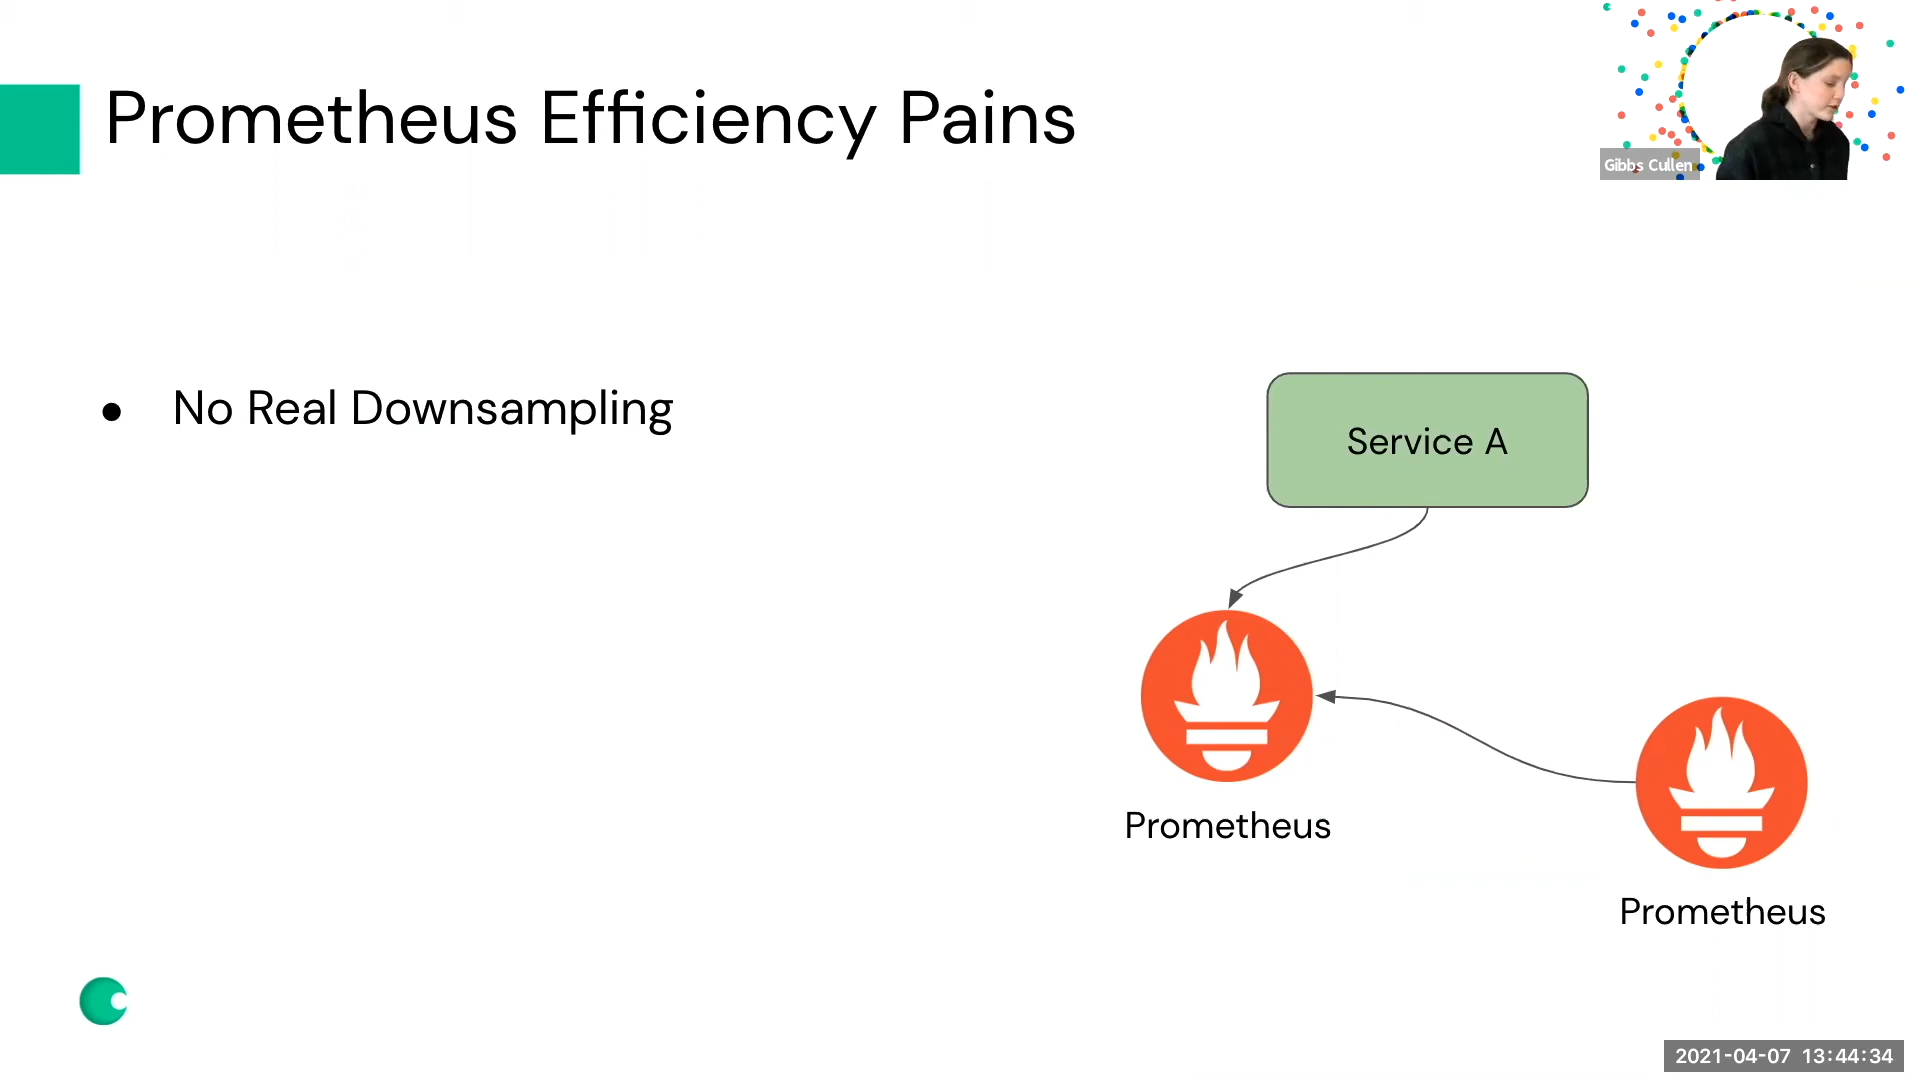 Prometheus Efficiency Pains
Gibbs Cullen
No Real Downsampling
Service A
Prometheus
Prometheus
2021-04-07 13:44:34